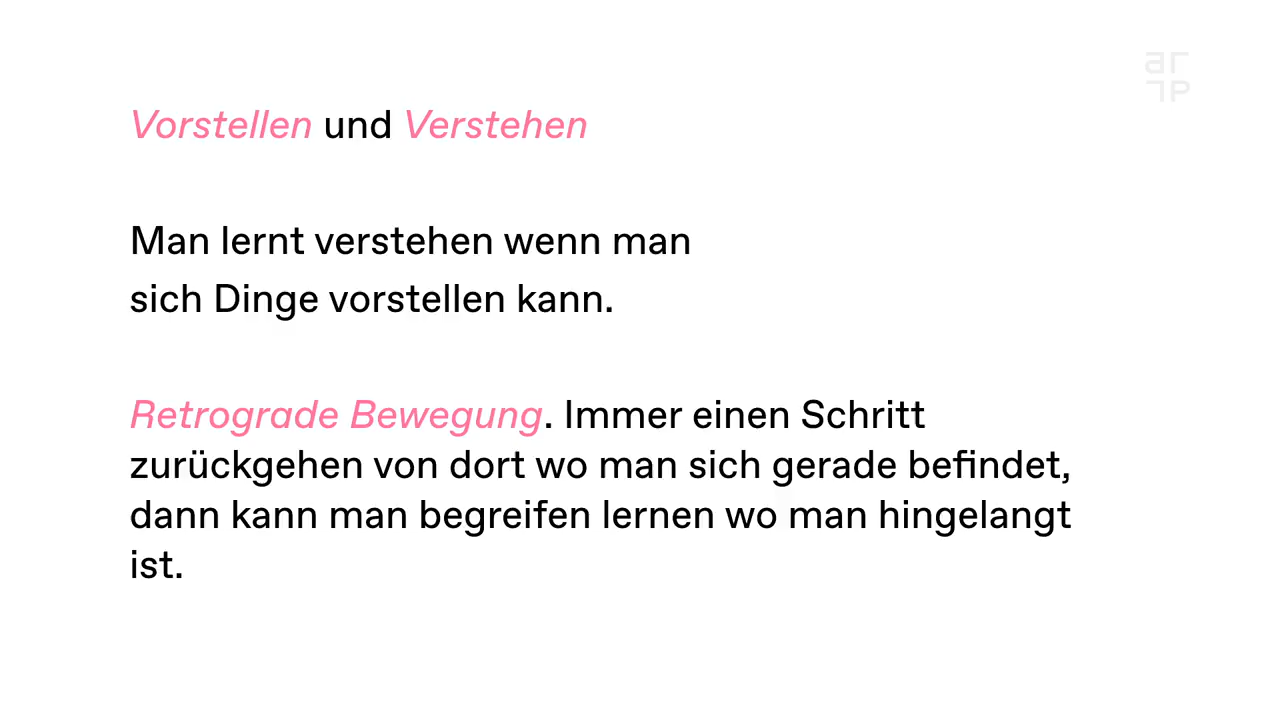 Vorstellen und Verstehen
Man lernt verstehen wenn man
sich Dinge vorstellen kann.
Retrograde Bewegung. Immer einen Schritt
zurückgehen von dort wo man sich gerade befindet,
dann kann man begreifen lernen wo man hingelangt
ist.